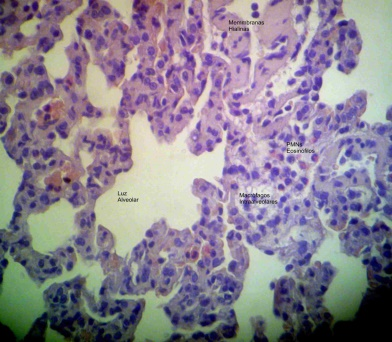 Membranas
Hialinas
PMNs
Eosinófilos
Luz
Alveolar
Macrófagos
Intraalveolares